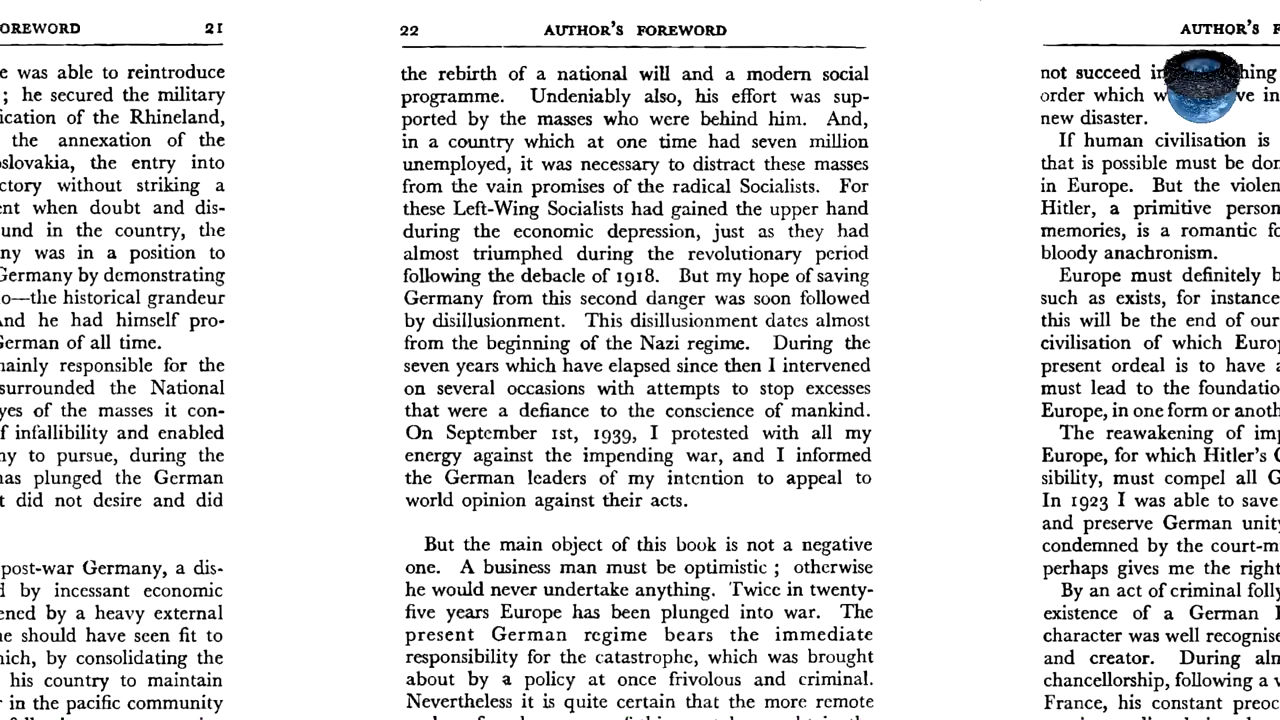 OREWORD 21
e was able to reintroduce
; he secured the military
ication of the Rhineland,
the annexation of the
oslovakia, the entry into
ctory without striking a
ent when doubt and dis-
und in the country, the
ny was in a position to
Germany by demonstrating
o—the historical grandeur
And he had himself pro-
German of all time.
mainly responsible for the
surrounded the National
yes of the masses it con-
f infallibility and enabled
ny to pursue, during the
has plunged the German
t did not desire and did
post-war Germany, a dis-
d by incessant economic
ened by a heavy external
he should have seen fit to
hich, by consolidating the
his country to maintain
r in the pacific community
22 AUTHOR'S FOREWORD
the rebirth of a national will and a modern social
programme. Undeniably also, his effort was sup-
ported by the masses who were behind him. And,
in a country which at one time had seven million
unemployed, it was necessary to distract these masses
from the vain promises of the radical Socialists. For
these Left-Wing Socialists had gained the upper hand
during the economic depression, just as they had
almost triumphed during the revolutionary period
following the debacle of 1918. But my hope of saving
Germany from this second danger was soon followed
by disillusionment. This disillusionment dates almost
from the beginning of the Nazi regime. During the
seven years which have elapsed since then I intervened
on several occasions with attempts to stop excesses
that were a defiance to the conscience of mankind.
On September 1st, 1939, I protested with all my
energy against the impending war, and I informed
the German leaders of my intention to appeal to
world opinion against their acts.
But the main object of this book is not a negative
one. A business man must be optimistic ; otherwise
he would never undertake anything. Twice in twenty-
five years Europe has been plunged into war. The
present German regime bears the immediate
responsibility for the catastrophe, which was brought
about by a policy at once frivolous and criminal.
Nevertheless it is quite certain that the more remote
AUTHOR'S F
not succeed in hing
order which w ve in
new disaster.
If human civilisation is
that is possible must be don
in Europe. But the violen
Hitler, a primitive person
memories, is a romantic fo
bloody anachronism.
Europe must definitely b
such as exists, for instance
this will be the end of our
civilisation of which Europ
present ordeal is to have a
must lead to the foundatio
Europe, in one form or anoth
The reawakening of imp
Europe, for which Hitler's G
sibility, must compel all G
In 1923 I was able to save
and preserve German unity
condemned by the court-m
perhaps gives me the right
By an act of criminal folly
existence of a German
character was well recognise
and creator. During alm
chancellorship, following a v
France, his constant preoc